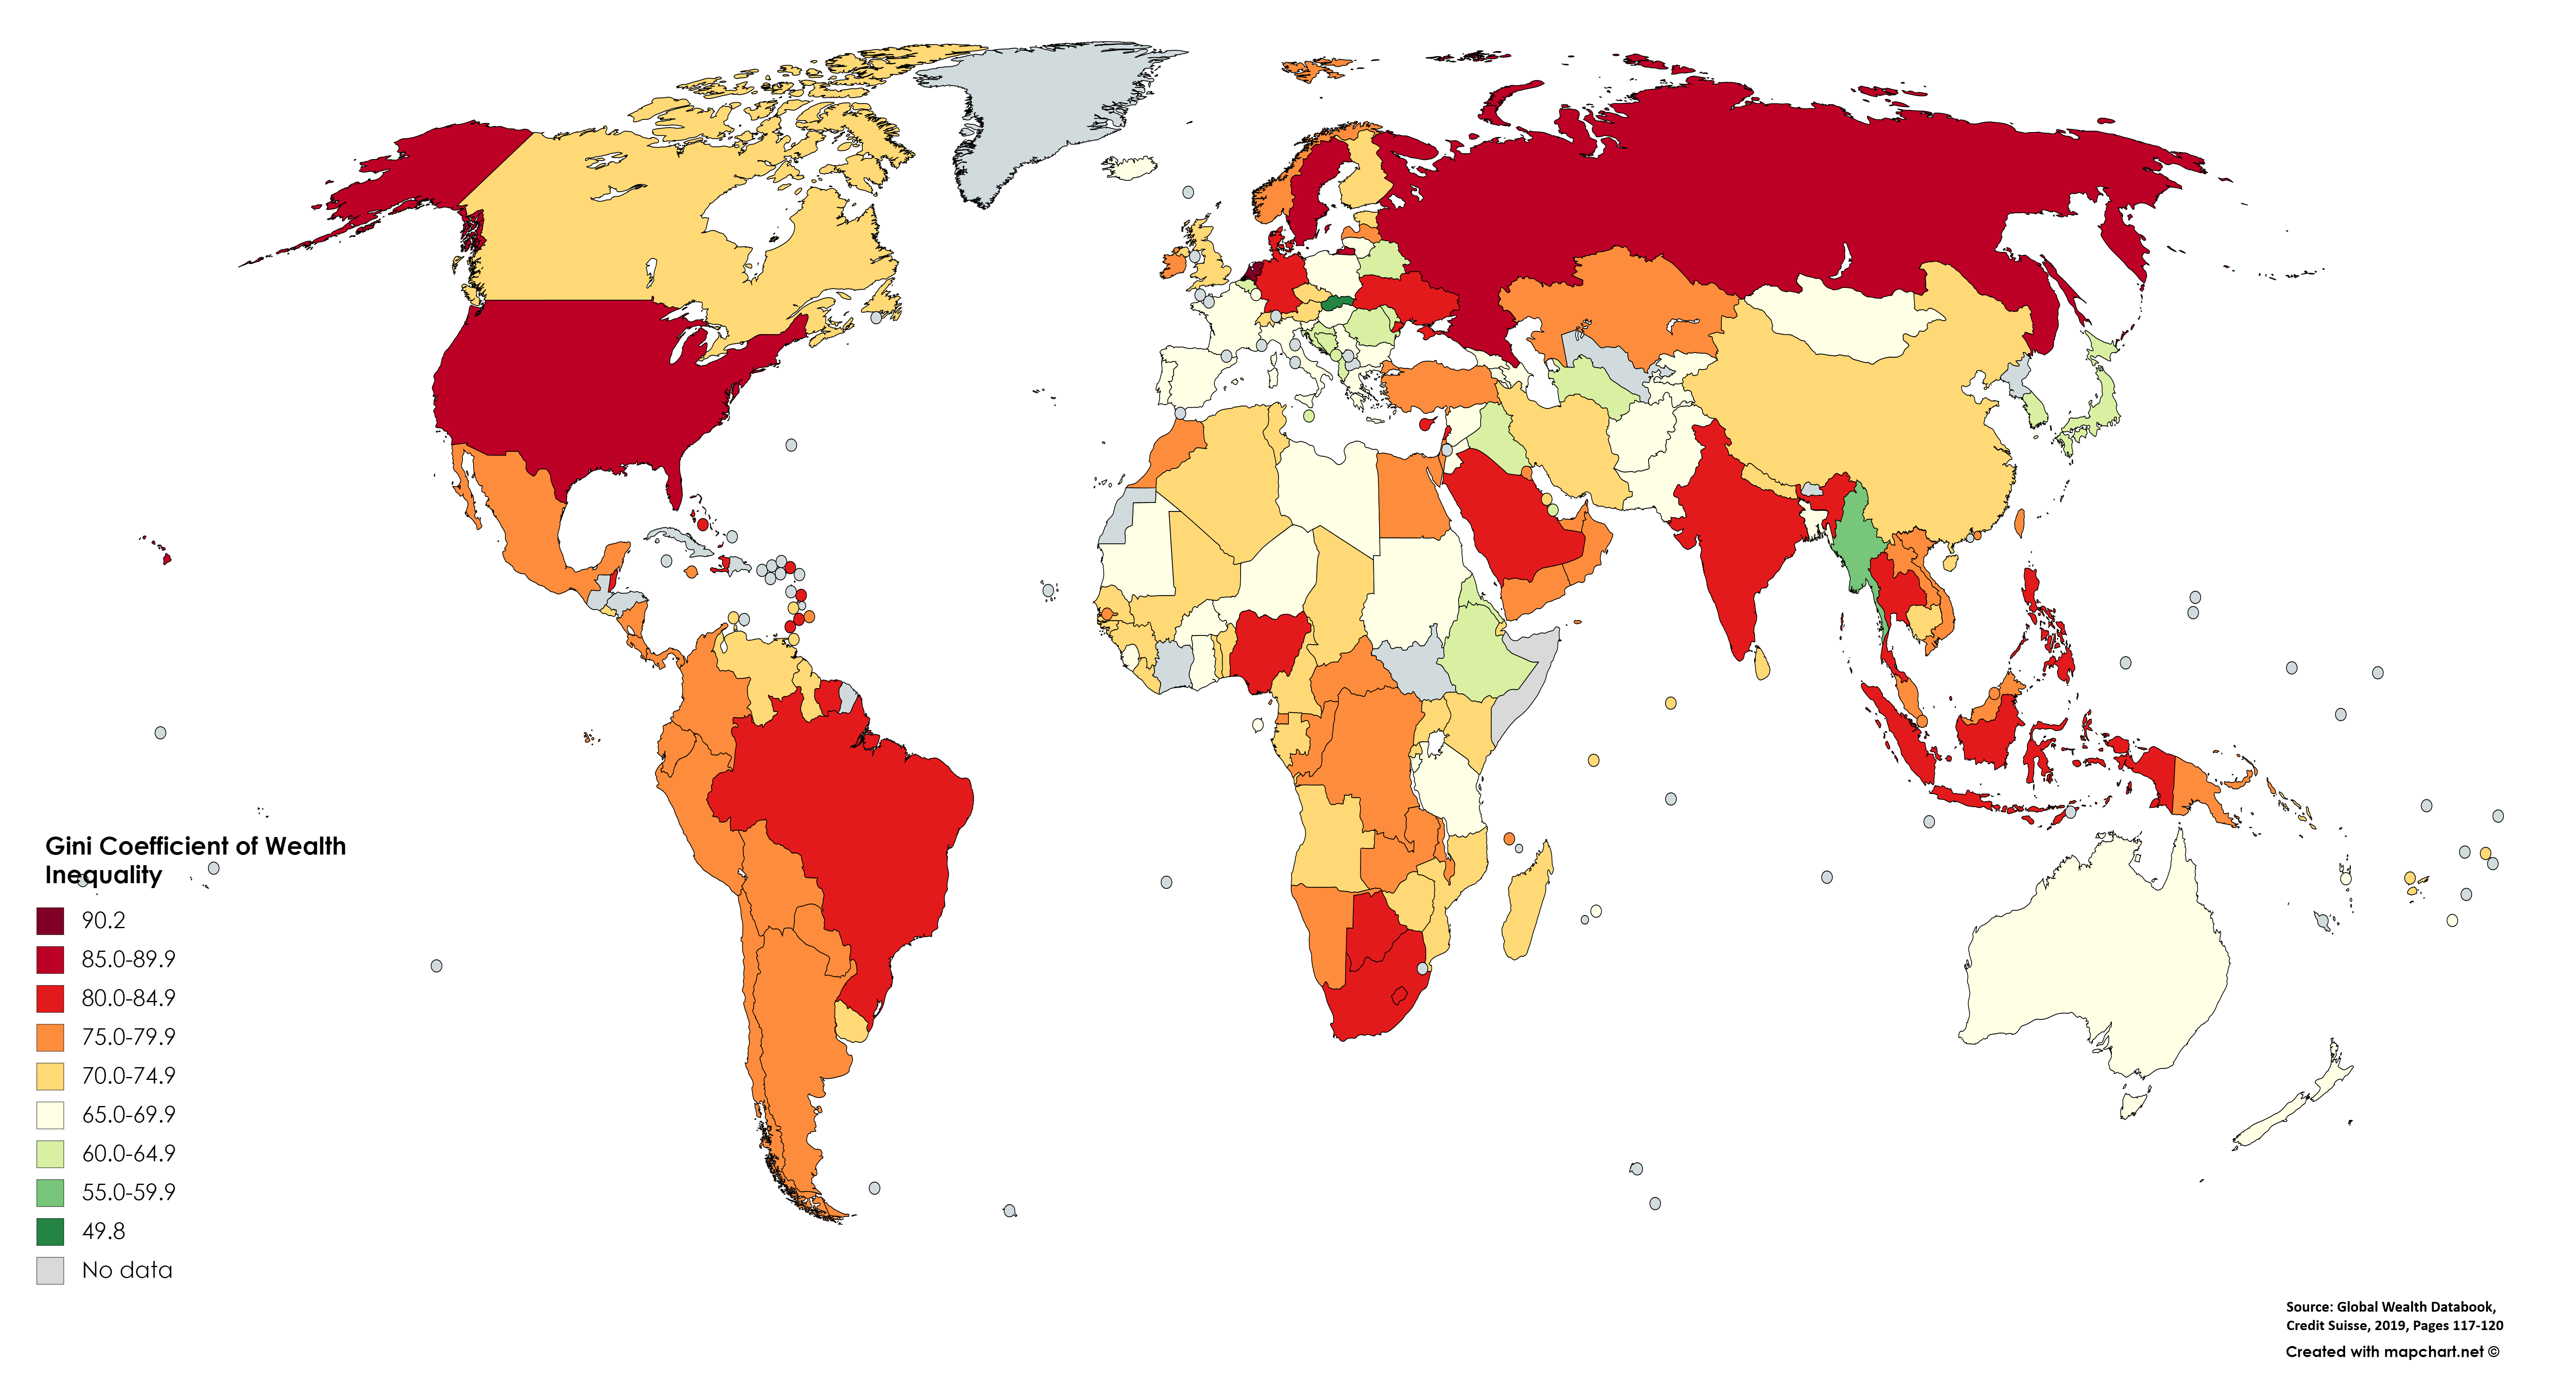 Gini Coefficient of Wealth
Inequality
90.2
85.0-89.9
80.0-84.9
75.0-79.9
70.0-74.9
65.0-69.9
60.0-64.9
55.0-59.9
49.8
No data
Source: Global Wealth Databook,
Credit Suisse, 2019, Pages 117-120
Created with mapchart.net ©